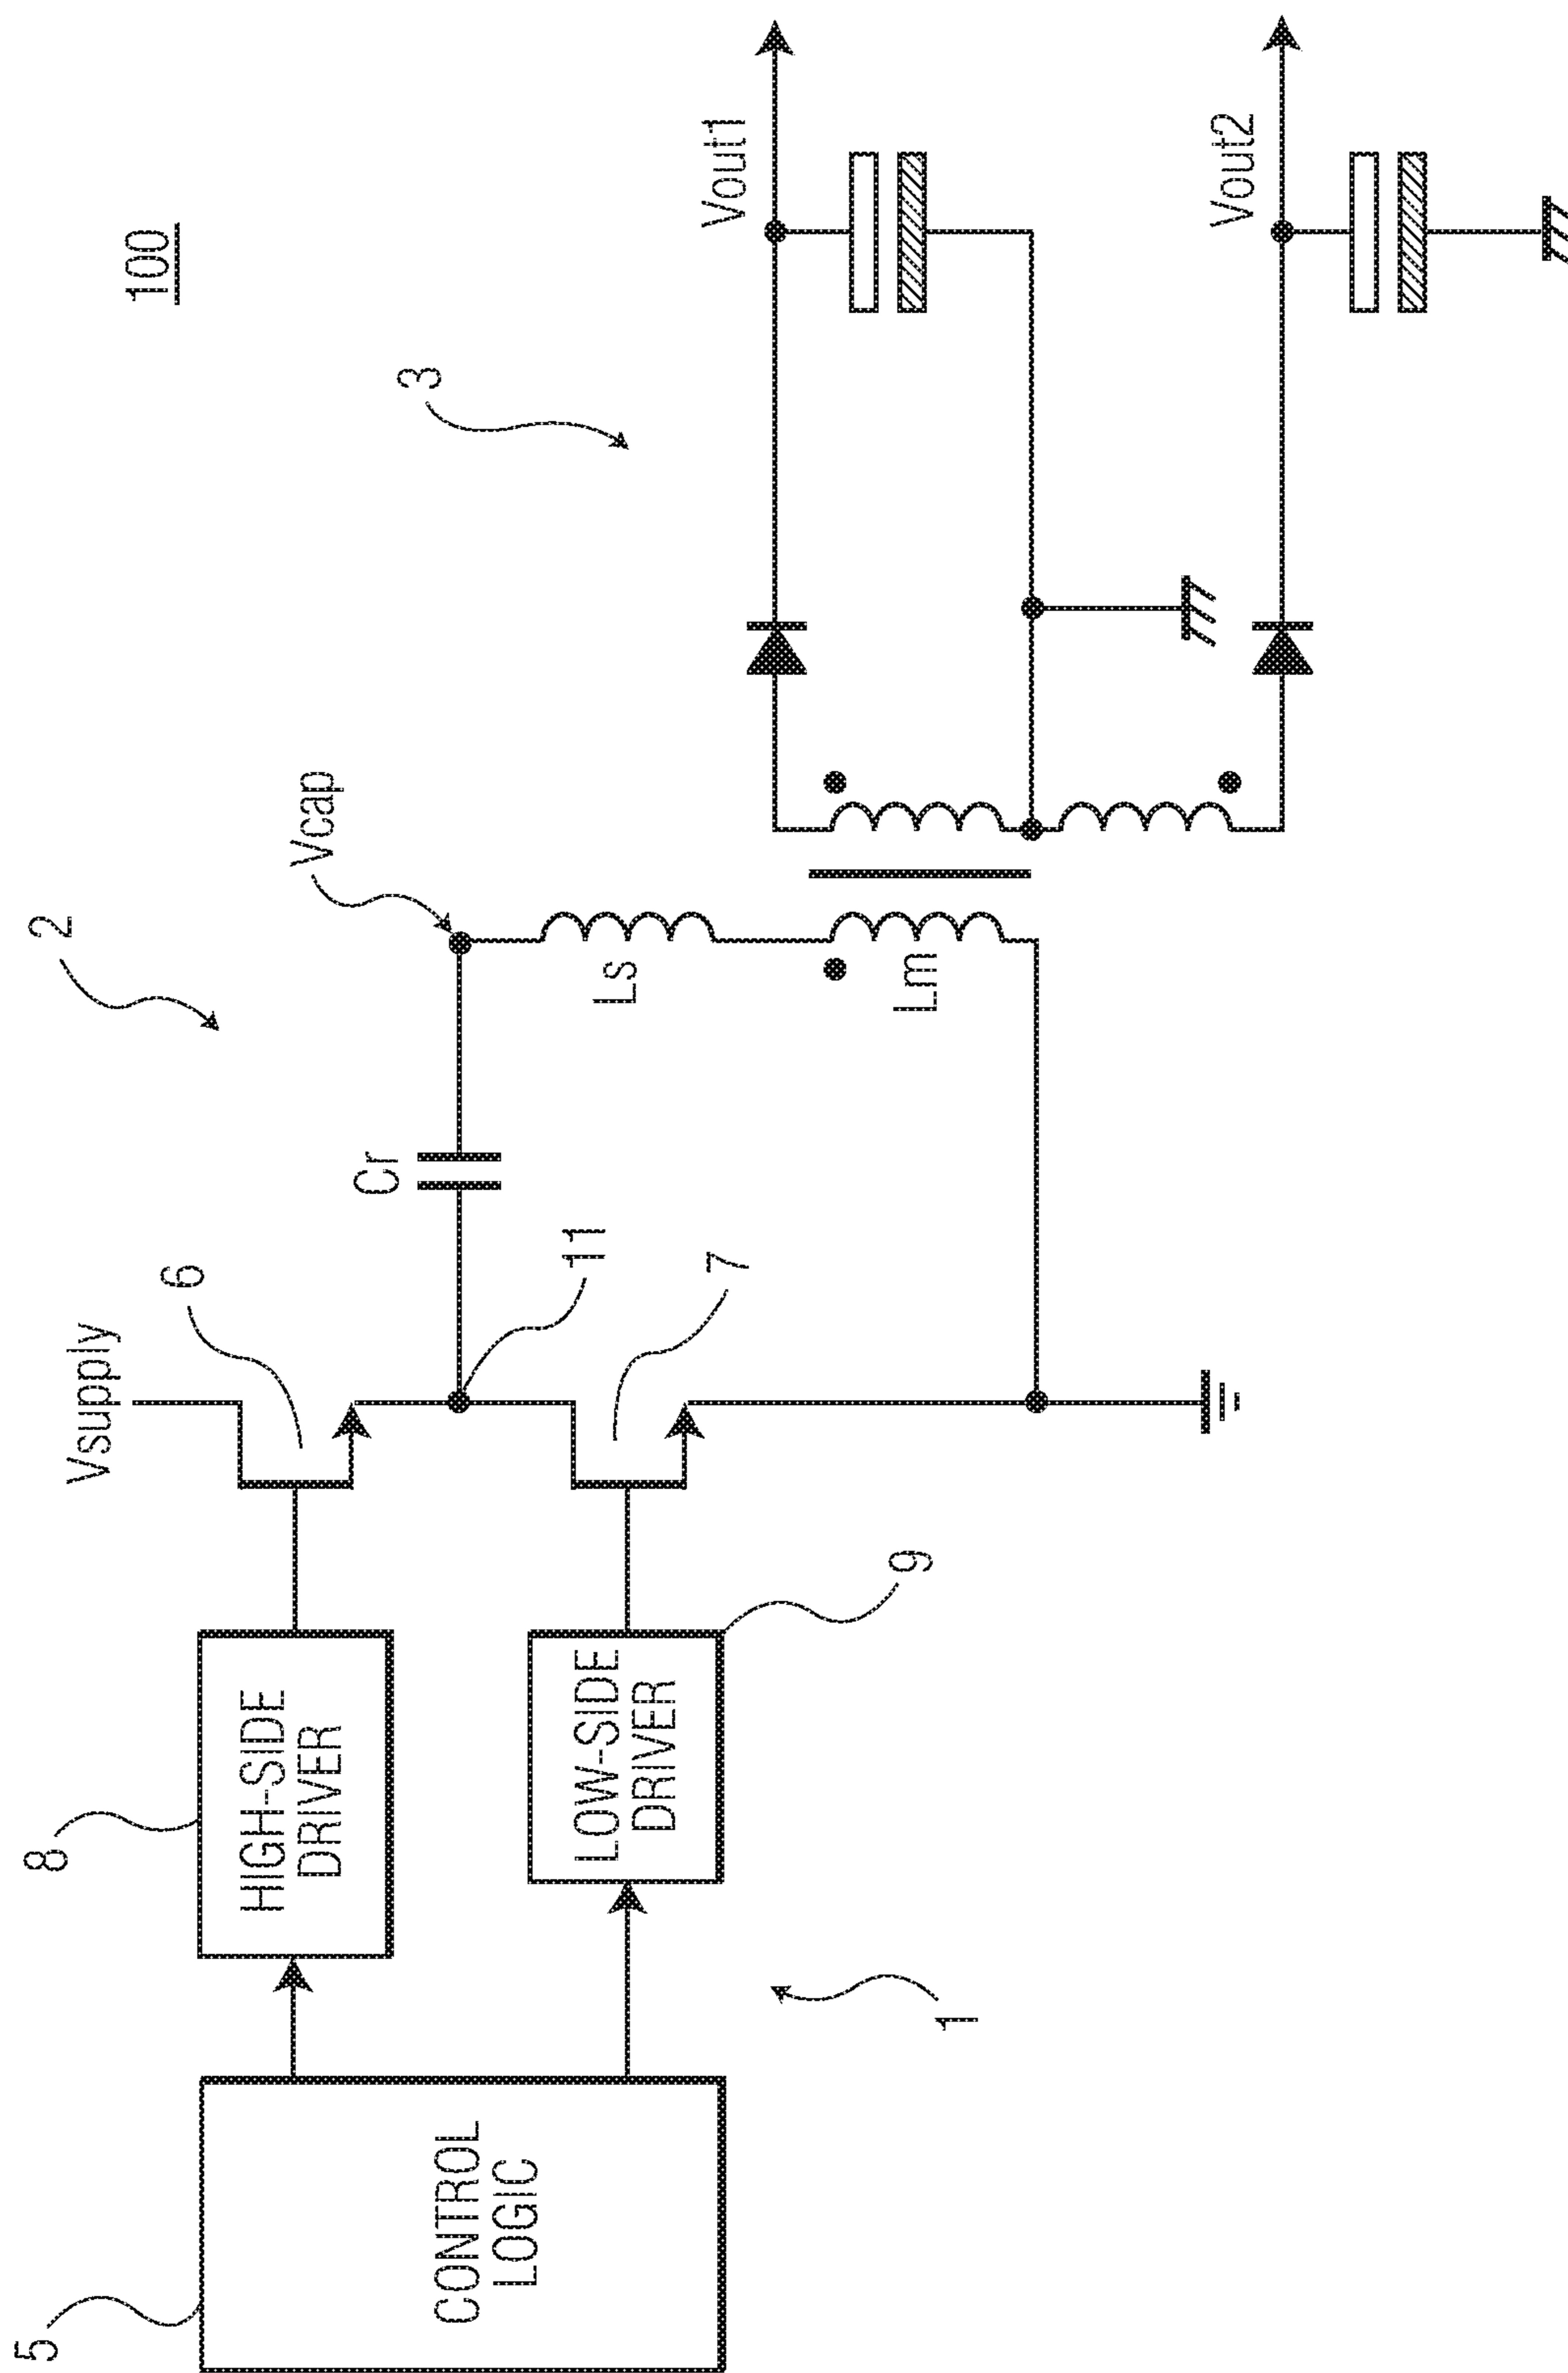 100
5
CONTROL
LOGIC
8
HIGH-SIDE
DRIVER
LOW-SIDE
DRIVER
9
1
Vsupply
6
11
7
2
Cr
Vcap
Ls
Lm
3
Vout1
Vout2